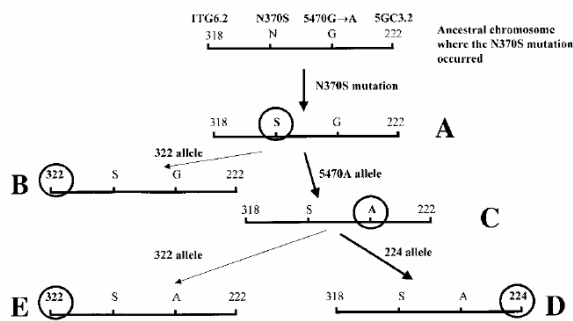 ITG6.2 N370S 5470G→A 5GC3.2
318 N G 222
Ancestral chromosome
where the N370S mutation
occurred
N370S mutation
318 S G 222
A
322 allele
5470A allele
B
322 S G 222
318 S A 222
C
322 allele
224 allele
E
322 S A 222
318 S A 224
D